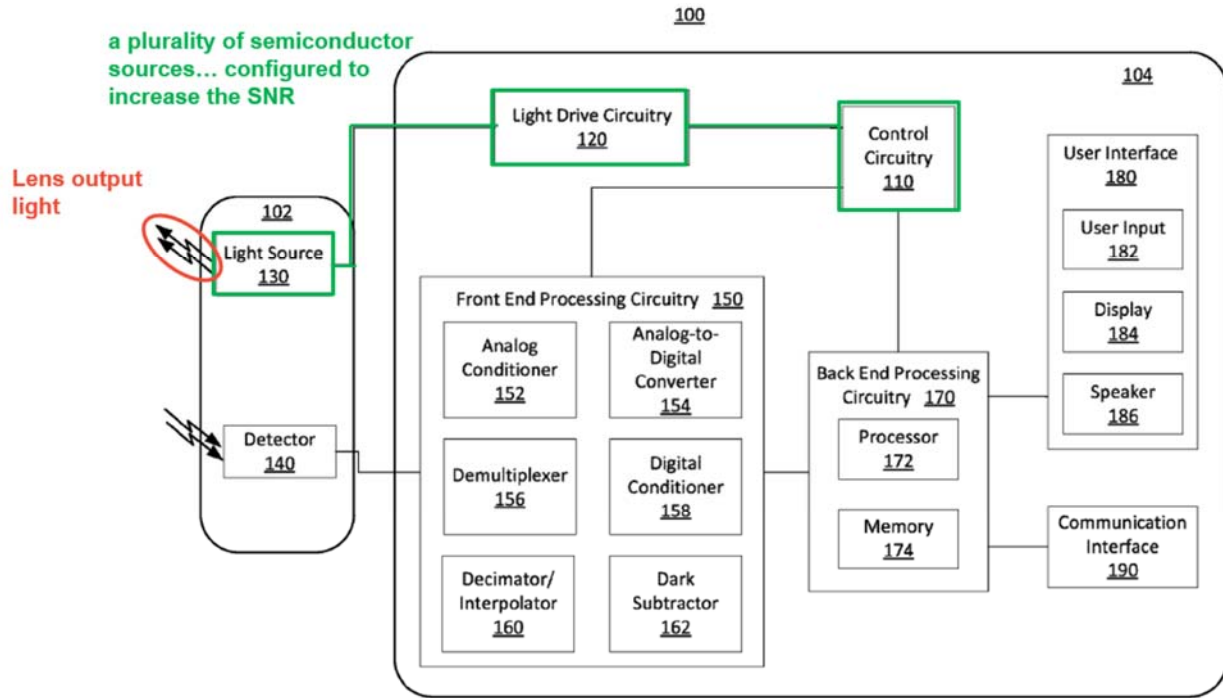 100
a plurality of semiconductor
sources... configured to
increase the SNR
104
Light Drive Circuitry
120
Control
Circuitry
110
User Interface
180
User Input
182
Display
184
Speaker
186
Lens output
light
102
Light Source
130
Front End Processing Circuitry 150
Analog
Conditioner
152
Analog-to-
Digital
Converter
154
Back End Processing
Circuitry 170
Processor
172
Memory
174
Detector
140
Demultiplexer
156
Digital
Conditioner
158
Communication
Interface
190
Decimator/
Interpolator
160
Dark
Subtractor
162